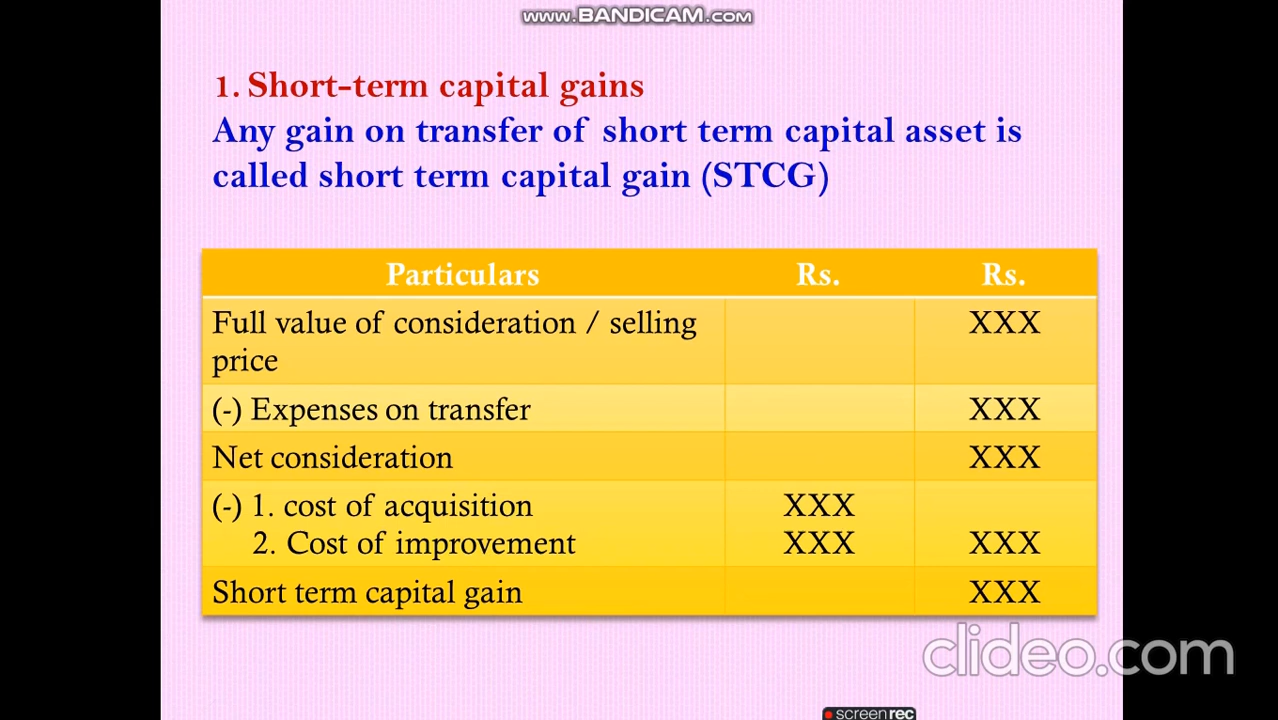 www.BANDICAM.com
1. Short-term capital gains
Any gain on transfer of short term capital asset is
called short term capital gain (STCG)
Particulars Rs. Rs.
Full value of consideration / selling XXX
price
(-) Expenses on transfer XXX
Net consideration XXX
(-) 1. cost of acquisition XXX
2. Cost of improvement XXX XXX
Short term capital gain XXX
clideo.com
screenrec